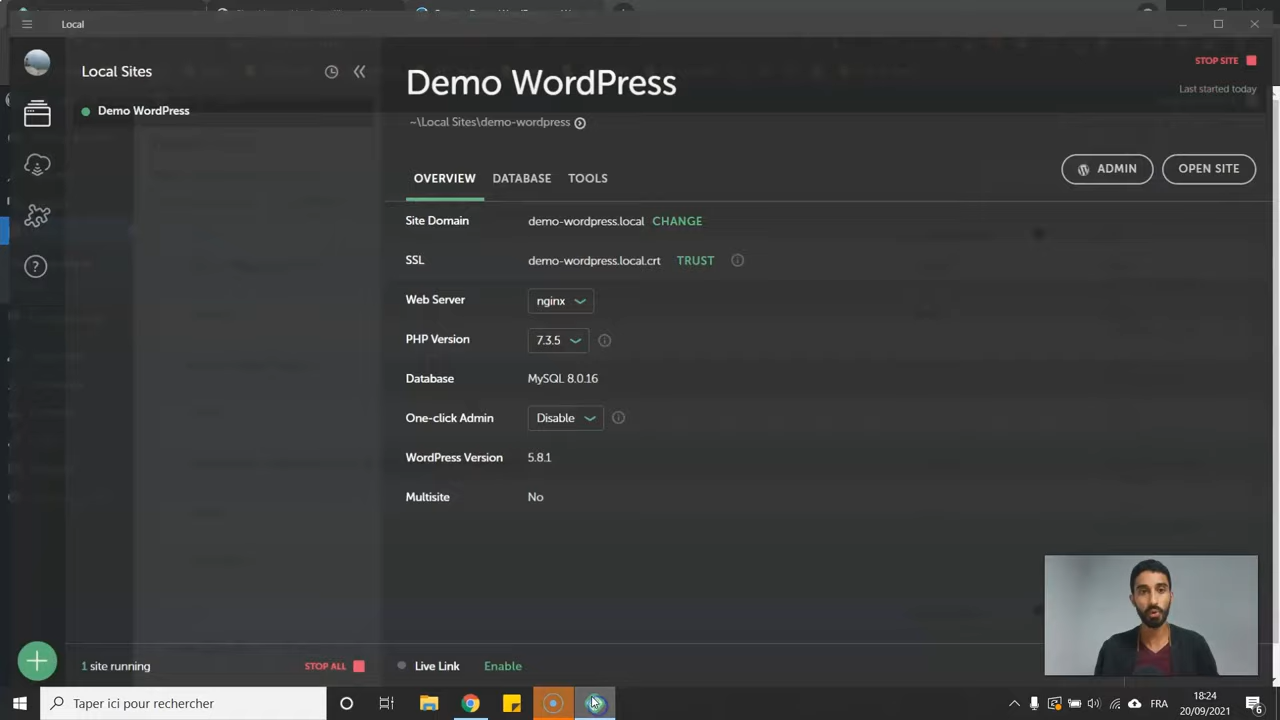 Local
Local Sites
Demo WordPress
1 site running
STOP ALL
Demo WordPress
~\Local Sites\demo-wordpress
STOP SITE
Last started today
OVERVIEW DATABASE TOOLS
ADMIN OPEN SITE
Site Domain demo-wordpress.local CHANGE
SSL demo-wordpress.local.crt TRUST
Web Server nginx
PHP Version 7.3.5
Database MySQL 8.0.16
One-click Admin Disable
WordPress Version 5.8.1
Multisite No
Live Link Enable
Taper ici pour rechercher
FRA
18:24
20/09/2021
6